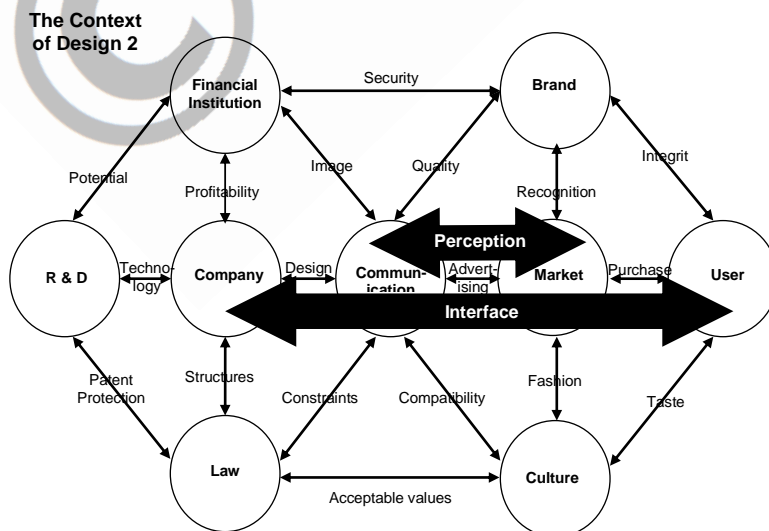 The Context
of Design 2
Financial
Institution
Security
Brand
Potential
Image
Quality
Integrit
Profitability
Recognition
Perception
R & D
Techno-
logy
Company
Design
Commun-
ication
Advert-
ising
Market
Purchase
User
Interface
Patent
Protection
Structures
Constraints
Compatibility
Fashion
Taste
Law
Culture
Acceptable values